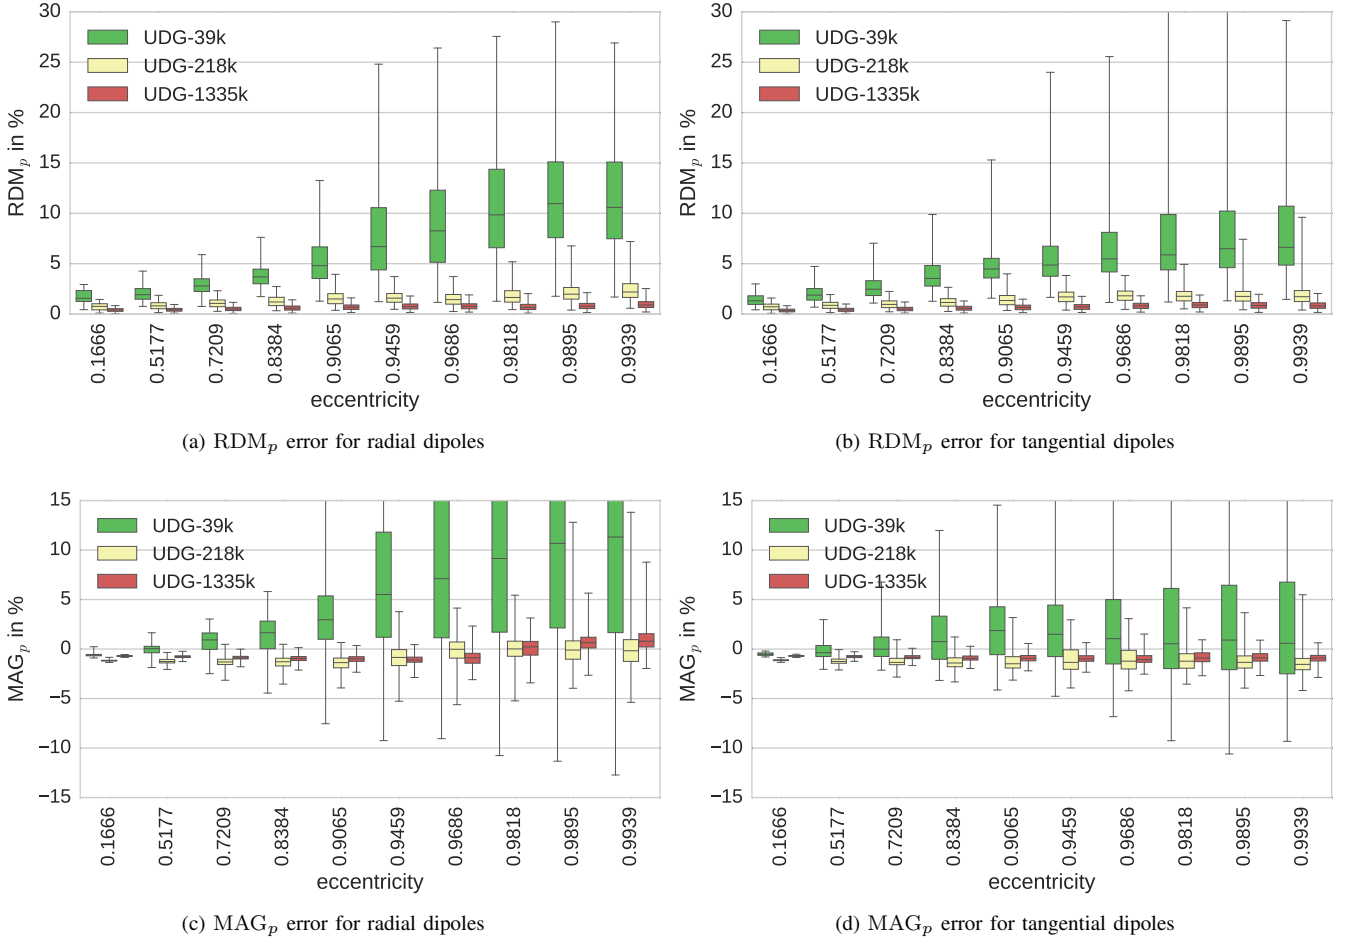 30
25
20
15
10
5
0
RDMp in %
UDG-39k
UDG-218k
UDG-1335k
0.1666
0.5177
0.7209
0.8384
0.9065
0.9459
0.9686
0.9818
0.9895
0.9939
eccentricity
(a) RDMp error for radial dipoles
30
25
20
15
10
5
0
RDMp in %
UDG-39k
UDG-218k
UDG-1335k
0.1666
0.5177
0.7209
0.8384
0.9065
0.9459
0.9686
0.9818
0.9895
0.9939
eccentricity
(b) RDMp error for tangential dipoles
15
10
5
0
−5
−10
−15
MAGp in %
UDG-39k
UDG-218k
UDG-1335k
0.1666
0.5177
0.7209
0.8384
0.9065
0.9459
0.9686
0.9818
0.9895
0.9939
eccentricity
(c) MAGp error for radial dipoles
15
10
5
0
−5
−10
−15
MAGp in %
UDG-39k
UDG-218k
UDG-1335k
0.1666
0.5177
0.7209
0.8384
0.9065
0.9459
0.9686
0.9818
0.9895
0.9939
eccentricity
(d) MAGp error for tangential dipoles